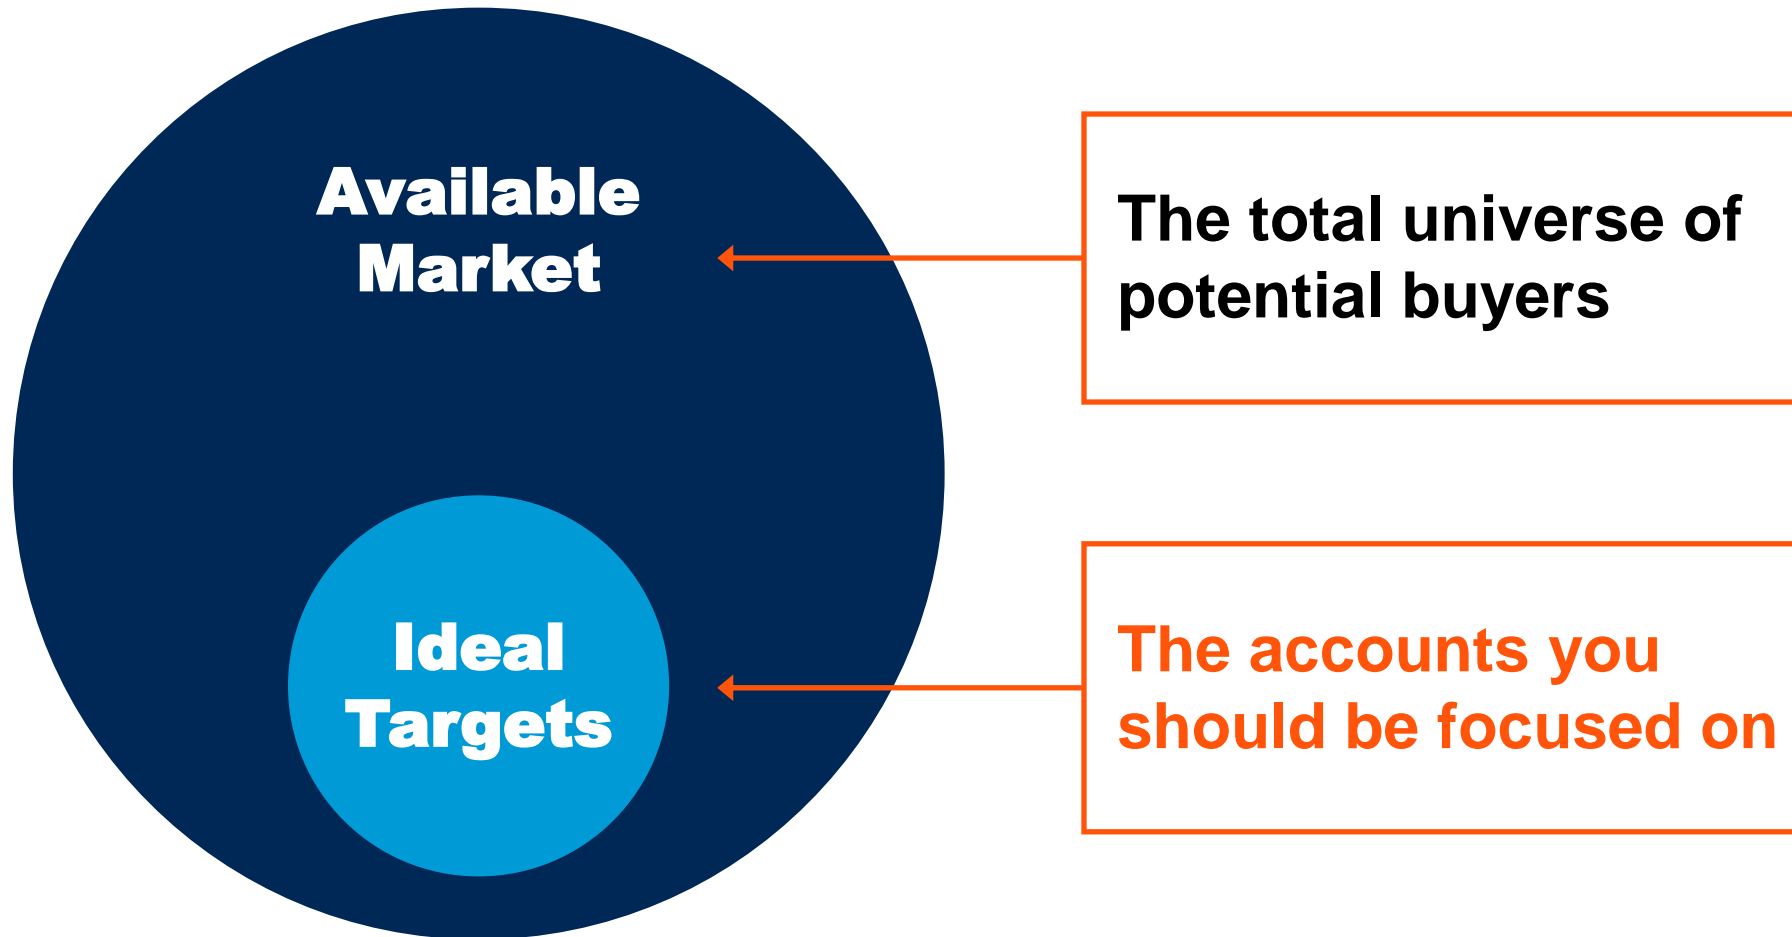 Available
Market
The total universe of
potential buyers
Ideal
Targets
The accounts you
should be focused on